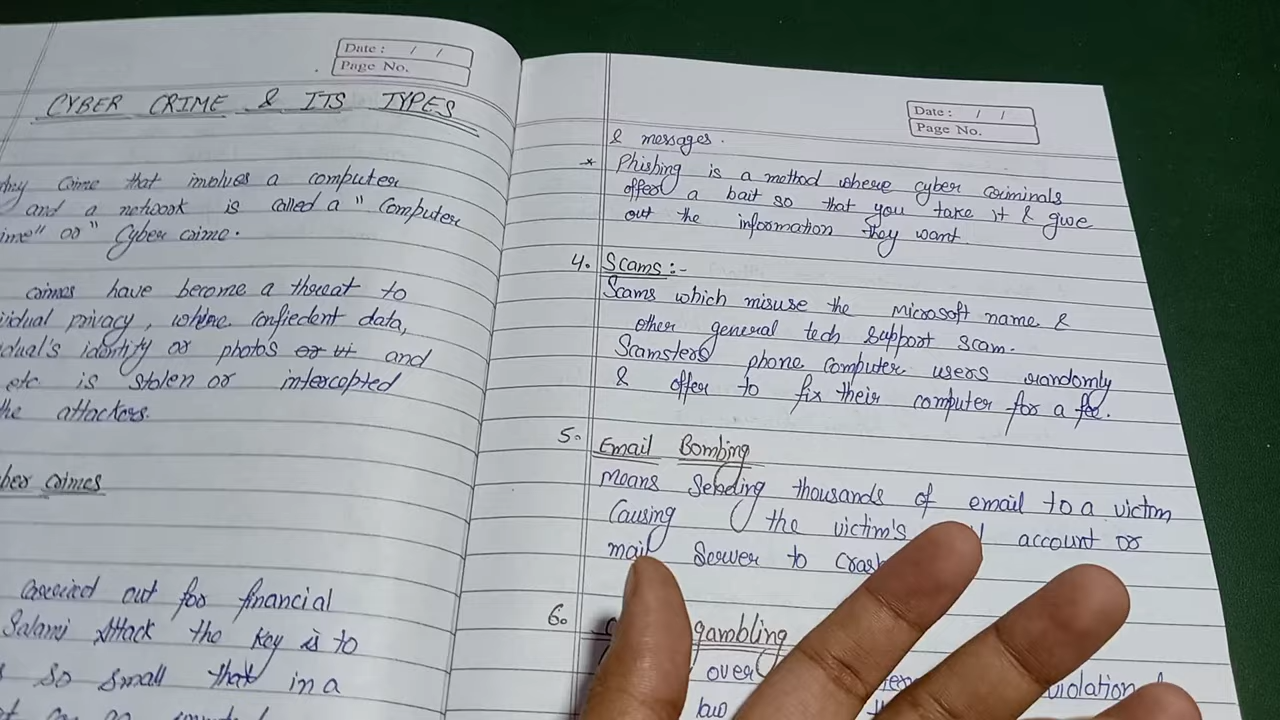 Date : / /
Page No.
CYBER CRIME & ITS TYPES
crime that involves a computer
and a network is called a "Computer
" or " Cyber crime.
crimes have become a threat to
privacy, where confiedent data,
identity or photos or vi and
etc is stolen or intercepted
the attackers.
crimes
carried out for financial
Salami Attack the key is to
so small that in a
Date : / /
Page No.
& messages.
* Phishing is a method where cyber criminals
offer a bait so that you take it & give
out the information they want
4. Scams :-
Scams which misuse the Microsoft name &
other general tech support scam.
Scamsters phone computer users randomly
& offer to fix their computer for a fee.
5. Email Bombing
Means Sending thousands of email to a victim
Causing the victim's account or
mail Server to crash
6. gambling
over violation
law